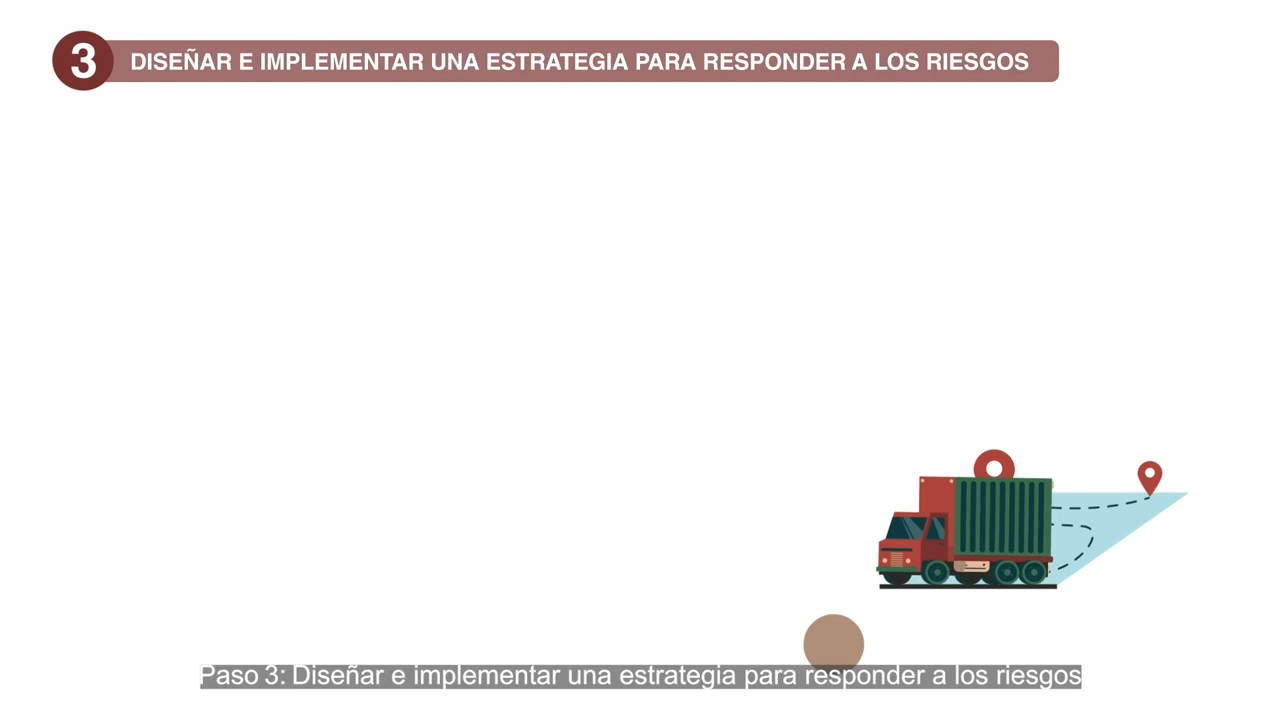 3
DISEÑAR E IMPLEMENTAR UNA ESTRATEGIA PARA RESPONDER A LOS RIESGOS
Paso 3: Diseñar e implementar una estrategia para responder a los riesgos